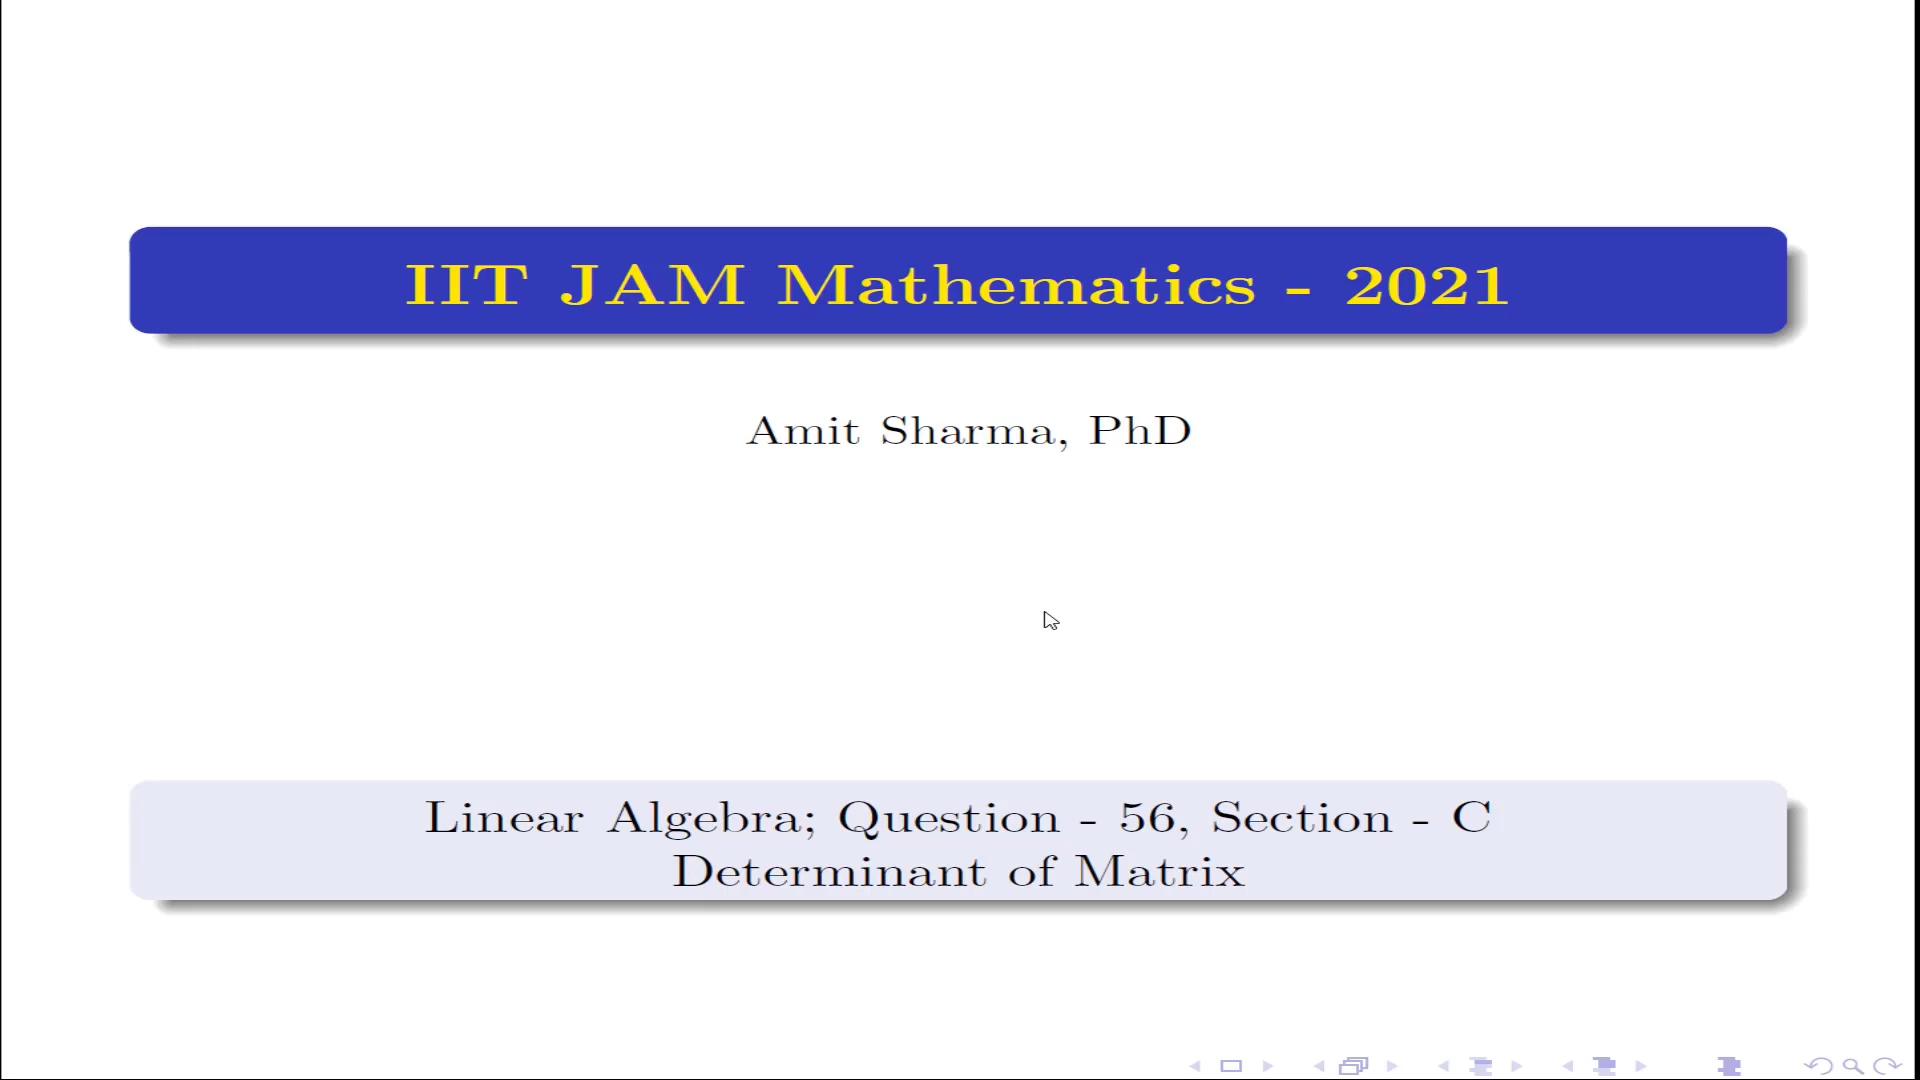 IIT JAM Mathematics - 2021
Amit Sharma, PhD
Linear Algebra; Question - 56, Section - C
Determinant of Matrix